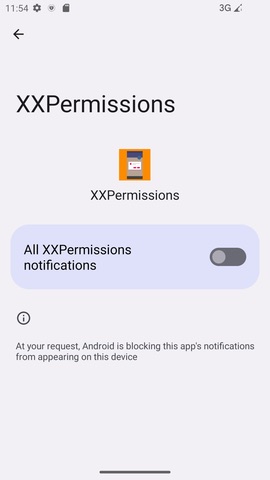 11:54
3G
XXPermissions
XXPermissions
All XXPermissions
notifications
At your request, Android is blocking this app's notifications
from appearing on this device